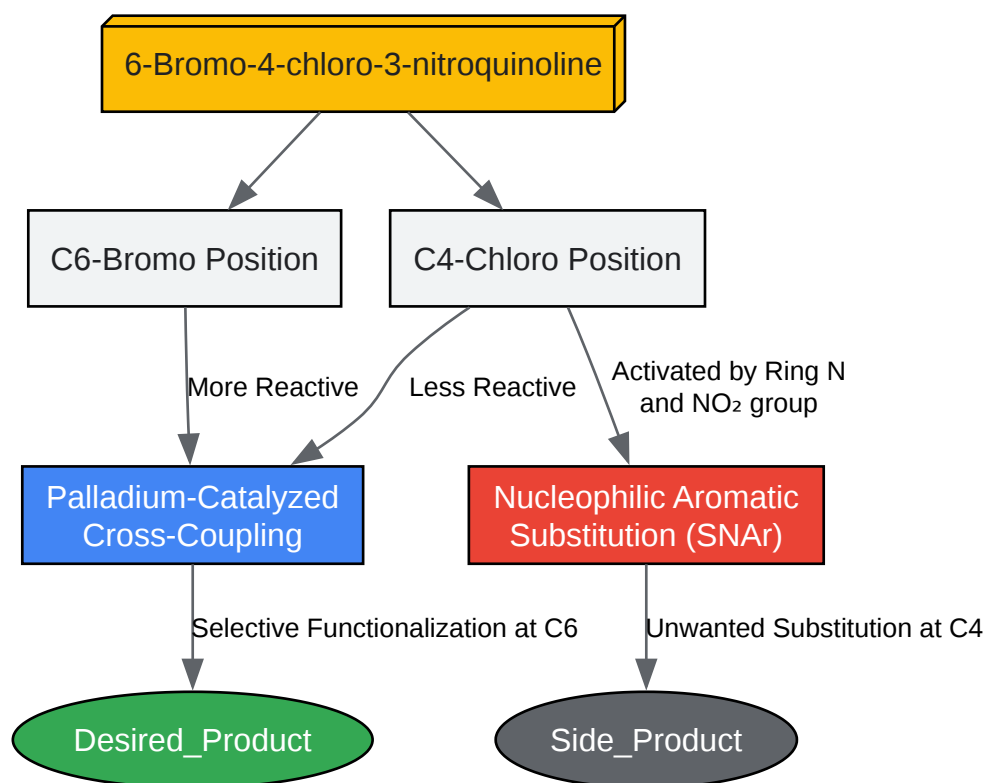 6-Bromo-4-chloro-3-nitroquinoline
C6-Bromo Position
C4-Chloro Position
More Reactive
Less Reactive
Activated by Ring N
and NO₂ group
Palladium-Catalyzed
Cross-Coupling
Nucleophilic Aromatic
Substitution (SNAr)
Selective Functionalization at C6
Unwanted Substitution at C4
Desired_Product
Side_Product